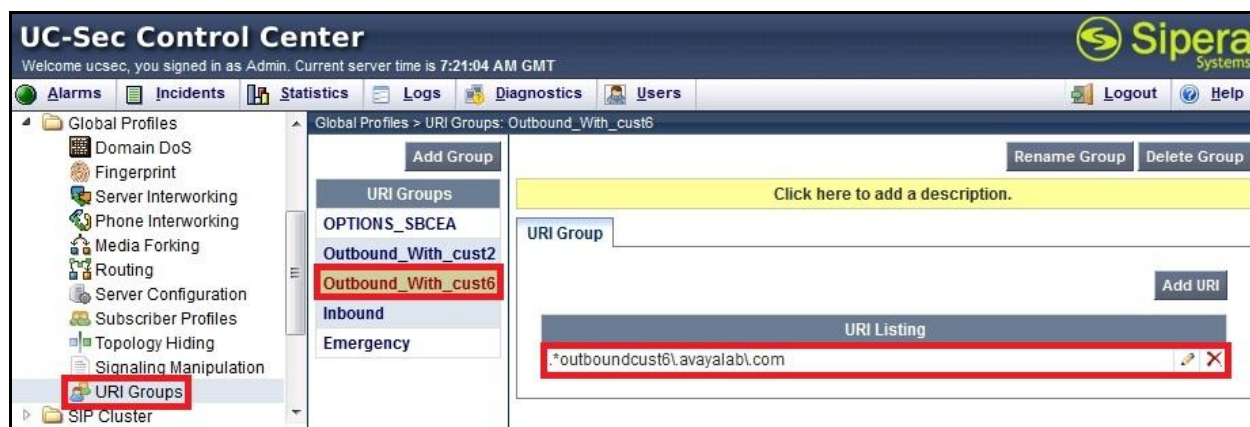 UC-Sec Control Center
Sipera
Systems
Welcome ucsec, you signed in as Admin. Current server time is 7:21:04 AM GMT
Alarms Incidents Statistics Logs Diagnostics Users Logout Help
Global Profiles
Domain DoS
Fingerprint
Server Interworking
Phone Interworking
Media Forking
Routing
Server Configuration
Subscriber Profiles
Topology Hiding
Signaling Manipulation
URI Groups
SIP Cluster
Global Profiles > URI Groups: Outbound_With_cust6
Add Group
URI Groups
OPTIONS_SBCEA
Outbound_With_cust2
Outbound_With_cust6
Inbound
Emergency
Rename Group Delete Group
Click here to add a description.
URI Group
Add URI
URI Listing
.*outboundcust6\.avayalab\.com